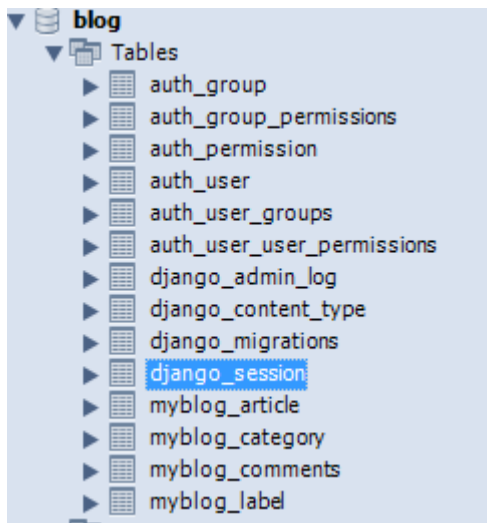 blog
Tables
auth_group
auth_group_permissions
auth_permission
auth_user
auth_user_groups
auth_user_user_permissions
django_admin_log
django_content_type
django_migrations
django_session
myblog_article
myblog_category
myblog_comments
myblog_label